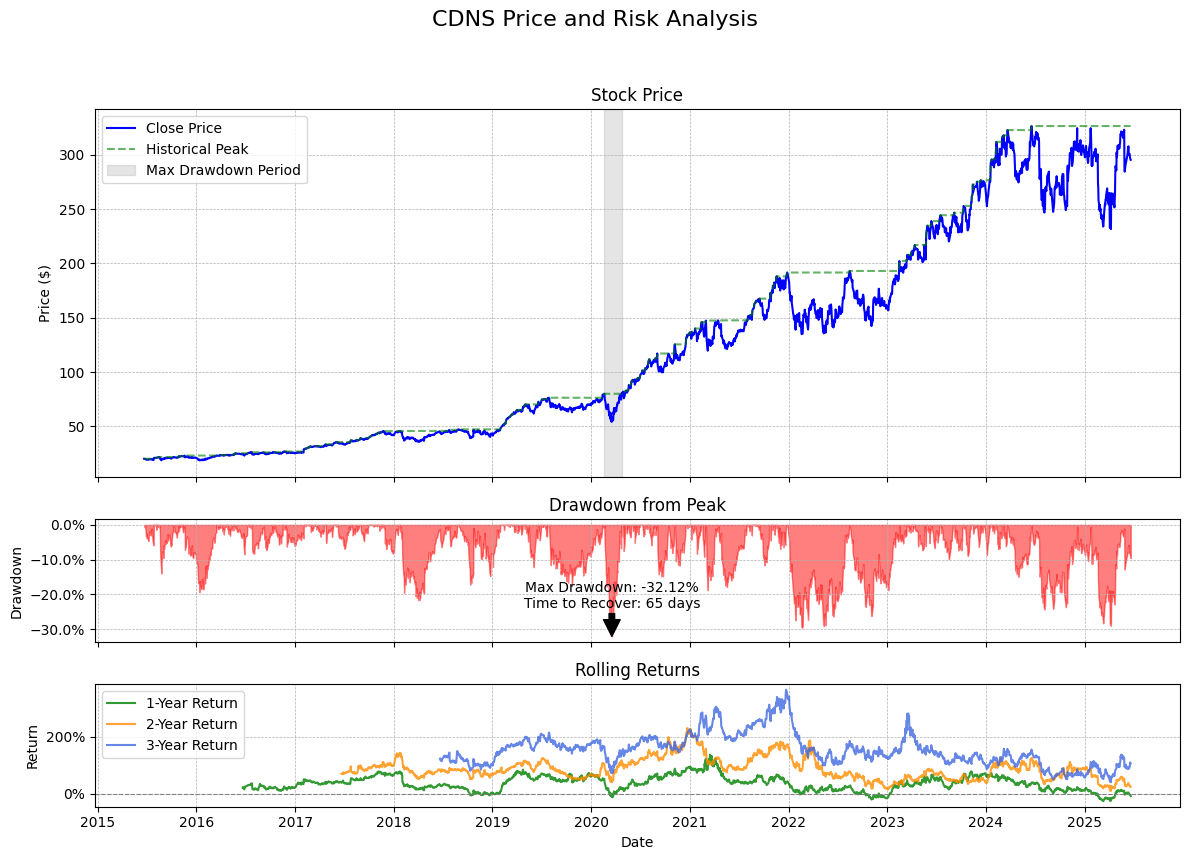 CDNS Price and Risk Analysis
Stock Price
Close Price
Historical Peak
Max Drawdown Period
Price ($)
300
250
200
150
100
50
Drawdown from Peak
Drawdown
0.0%
−10.0%
−20.0%
−30.0%
Max Drawdown: -32.12%
Time to Recover: 65 days
Rolling Returns
1-Year Return
2-Year Return
3-Year Return
Return
200%
0%
2015 2016 2017 2018 2019 2020 2021 2022 2023 2024 2025
Date